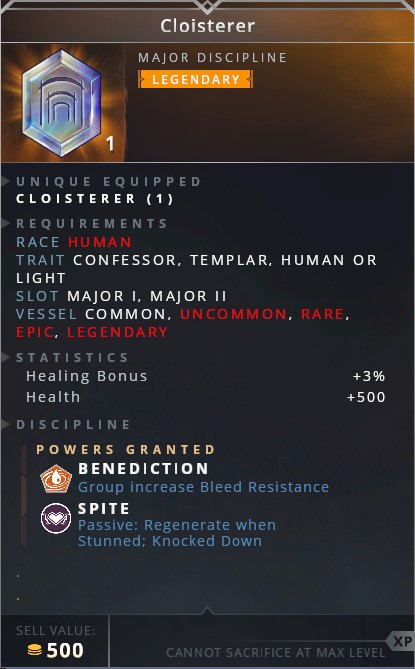 Cloisterer
MAJOR DISCIPLINE
LEGENDARY
1
UNIQUE EQUIPPED
CLOISTERER (1)
REQUIREMENTS
RACE HUMAN
TRAIT CONFESSOR, TEMPLAR, HUMAN OR
LIGHT
SLOT MAJOR I, MAJOR II
VESSEL COMMON, UNCOMMON, RARE,
EPIC, LEGENDARY
STATISTICS
Healing Bonus +3%
Health +500
DISCIPLINE
POWERS GRANTED
BENEDICTION
Group increase Bleed Resistance
SPITE
Passive: Regenerate when
Stunned; Knocked Down
.
.
SELL VALUE:
500
XP
CANNOT SACRIFICE AT MAX LEVEL